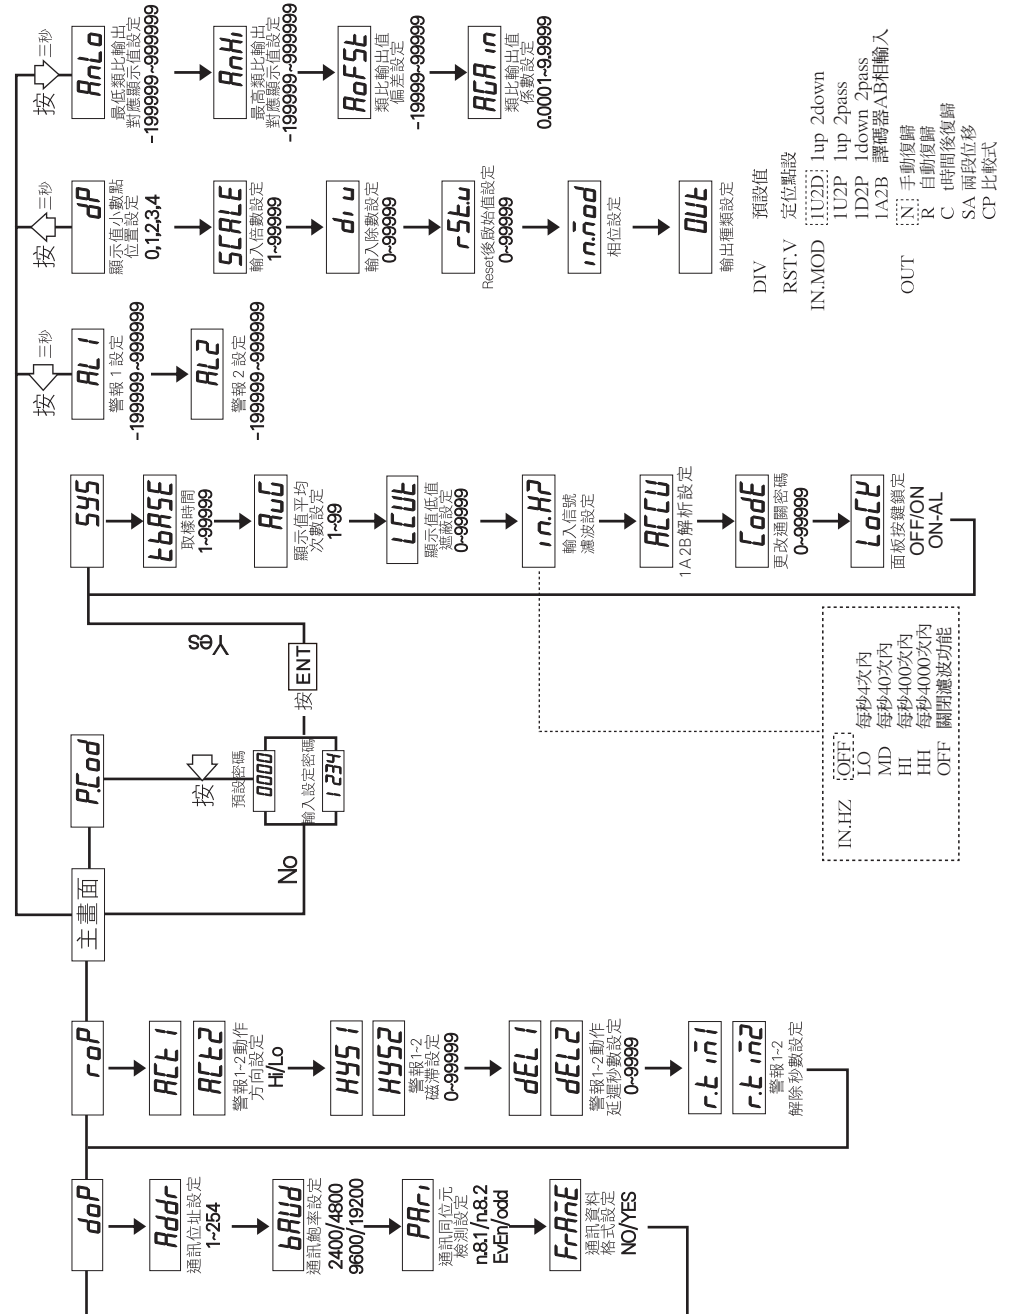 按
三秒
AnLo
最低類比輸出
對應顯示值設定
-199999~999999
AnHi
最高類比輸出
對應顯示值設定
-199999~999999
AoFSt
類比輸出值
偏差設定
-19999~99999
AGA in
類比輸出值
係數設定
0.0001~9.9999
按
三秒
dP
顯示值小數點
位置設定
0,1,2,3,4
SCALE
輸入倍數設定
1~99999
diu
輸入除數設定
0~99999
rSt.u
Reset後啟始值設定
0~99999
in.mod
相位設定
OUt
輸出種類設定
DIV 預設值
RST.V 定位點設
IN.MOD 1U2D 1up 2down
1U2P 1up 2pass
1D2P 1down 2pass
1A2B 譯碼器AB相輸入
OUT N 手動復歸
R 自動復歸
C t時間後復歸
SA 兩段位移
CP 比較式
按
三秒
AL 1
警報 1 設定
-199999~999999
AL2
警報 2 設定
-199999~999999
SYS
tbASE
取樣時間
1~99999
AuG
顯示值平均
次數設定
1~99
LCUt
顯示值低值
遮蔽設定
0~99999
in.HZ
輸入信號
濾波設定
ACCU
1A2B解析設定
CodE
更改通關密碼
0~99999
LoCK
面板按鍵鎖定
OFF/ON
ON-AL
Yes
按 ENT
P.Cod
按
預設密碼
0000
輸入設定密碼
1234
No
主畫面
IN.HZ OFF
LO 每秒4次內
MD 每秒40次內
HI 每秒400次內
HH 每秒4000次內
OFF 關閉濾波功能
roP
ACt 1
ACt2
警報1~2動作
方向設定
Hi/Lo
HYS 1
HYS2
警報1~2
磁滯設定
0~99999
dEL 1
dEL2
警報1~2動作
延遲秒數設定
0~9999
r.t im1
r.t im2
警報1~2
解除秒數設定
doP
Addr
通訊位址設定
1~254
bAUd
通訊鮑率設定
2400/4800
9600/19200
PAri
通訊同位元
檢測設定
n.8.1/n.8.2
EvEn/odd
FrAmE
通訊資料
格式設定
NO/YES